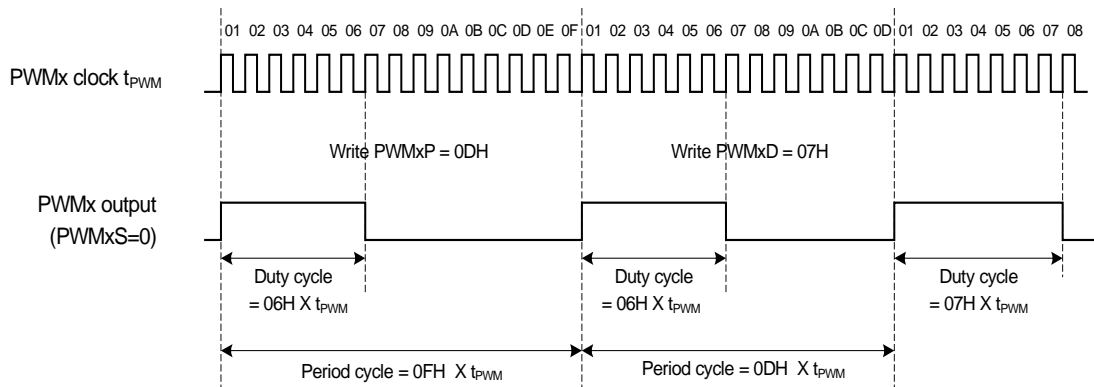 01 02 03 04 05 06 07 08 09 0A 0B 0C 0D 0E 0F 01 02 03 04 05 06 07 08 09 0A 0B 0C 0D 01 02 03 04 05 06 07 08
PWMx clock tPWM
Write PWMxP = 0DH
Write PWMxD = 07H
PWMx output
(PWMxS=0)
Duty cycle
= 06H X tPWM
Duty cycle
= 06H X tPWM
Duty cycle
= 07H X tPWM
Period cycle = 0FH X tPWM
Period cycle = 0DH X tPWM